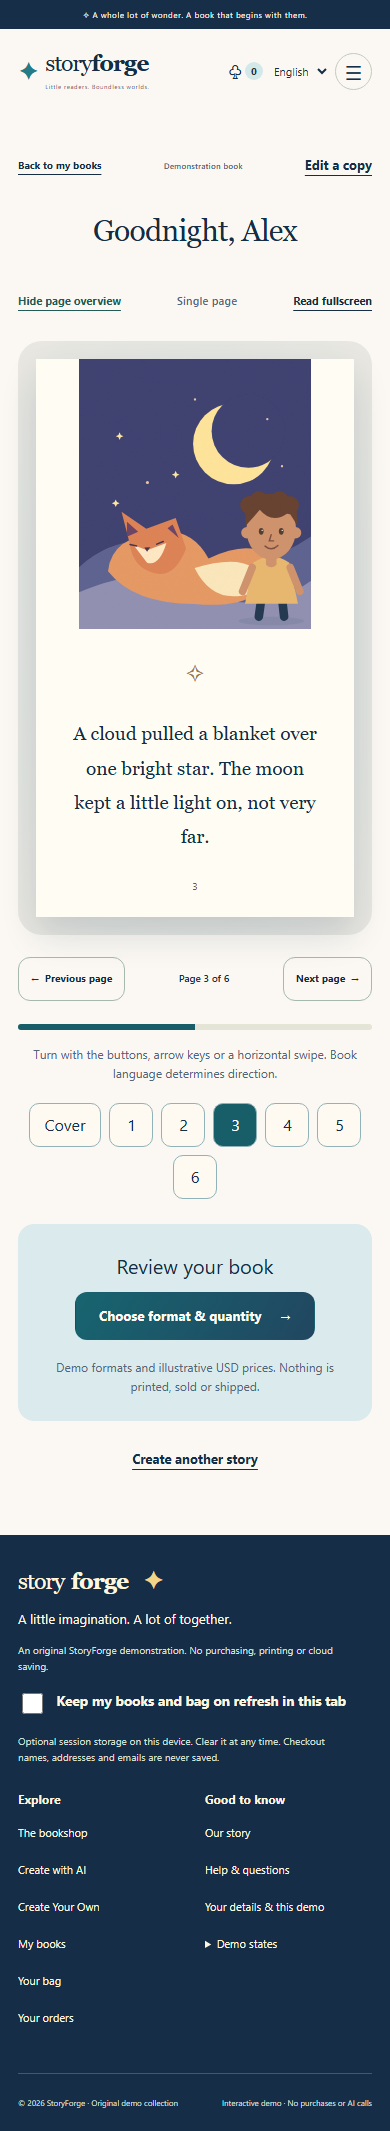 ✧ A whole lot of wonder. A book that begins with them.
storyforge
Little readers. Boundless worlds.
0
English
Back to my books
Demonstration book
Edit a copy
Goodnight, Alex
Hide page overview
Single page
Read fullscreen
A cloud pulled a blanket over
one bright star. The moon
kept a little light on, not very
far.
3
← Previous page
Page 3 of 6
Next page →
Turn with the buttons, arrow keys or a horizontal swipe. Book
language determines direction.
Cover
1
2
3
4
5
6
Review your book
Choose format & quantity →
Demo formats and illustrative USD prices. Nothing is
printed, sold or shipped.
Create another story
story forge
A little imagination. A lot of together.
An original StoryForge demonstration. No purchasing, printing or cloud
saving.
Keep my books and bag on refresh in this tab
Optional session storage on this device. Clear it at any time. Checkout
names, addresses and emails are never saved.
Explore
The bookshop
Create with AI
Create Your Own
My books
Your bag
Your orders
Good to know
Our story
Help & questions
Your details & this demo
Demo states
© 2026 StoryForge · Original demo collection
Interactive demo · No purchases or AI calls